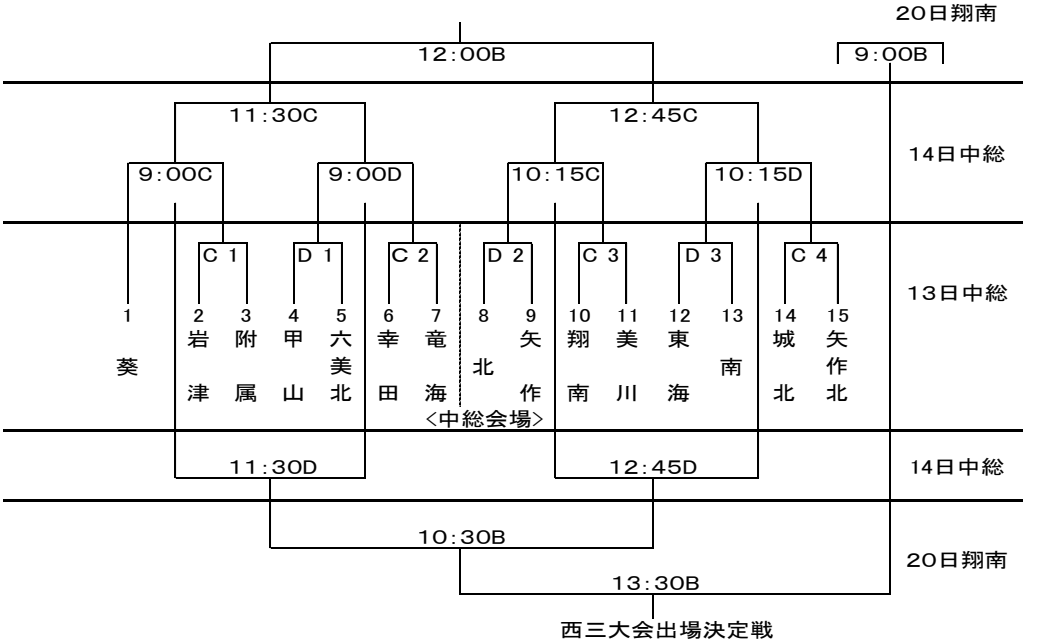 20日翔南
12:00B
9:00B
11:30C
12:45C
14日中総
9:00C
9:00D
10:15C
10:15D
C 1
D 1
C 2
D 2
C 3
D 3
C 4
13日中総
1
2
3
4
5
6
7
8
9
10
11
12
13
14
15
葵
岩津
附属
甲山
六美北
幸田
竜海
北
矢作
翔南
美川
東海
南
城北
矢作北
<中総会場>
11:30D
12:45D
14日中総
10:30B
20日翔南
13:30B
西三大会出場決定戦